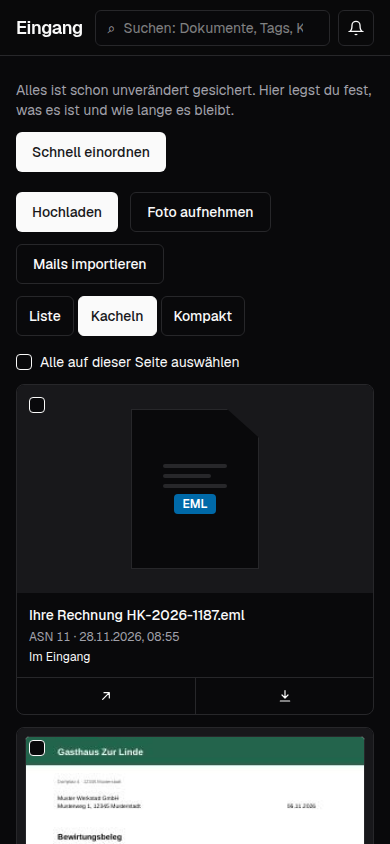 Eingang
Suchen: Dokumente, Tags, K
Alles ist schon unverändert gesichert. Hier legst du fest,
was es ist und wie lange es bleibt.
Schnell einordnen
Hochladen
Foto aufnehmen
Mails importieren
Liste
Kacheln
Kompakt
Alle auf dieser Seite auswählen
EML
Ihre Rechnung HK-2026-1187.eml
ASN 11 · 28.11.2026, 08:55
Im Eingang
Gasthaus Zur Linde
Muster Werkstatt GmbH
Musterweg 1, 12345 Musterstadt
06.11.2026
Bewirtungsbeleg